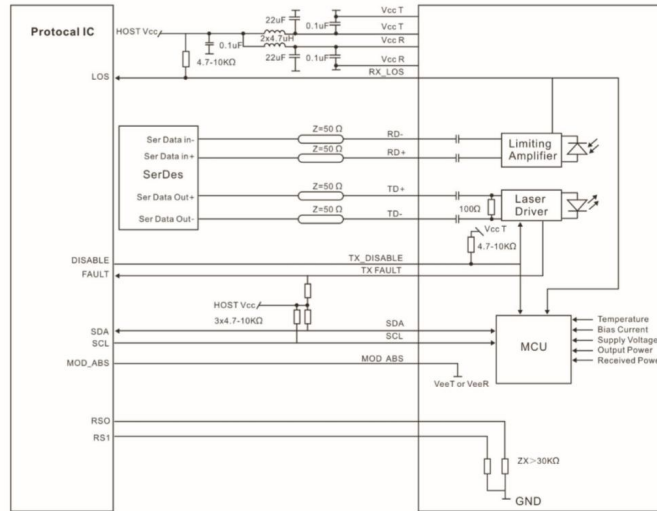 Protocal IC
Vcc T
22uF
0.1uF
HOST Vcc
Vcc T
0.1uF
2x4.7uH
Vcc R
4.7-10KΩ
22uF
0.1uF
Vcc R
LOS
RX_LOS
Z=50 Ω
Ser Data in-
RD-
Limiting
Amplifier
Z=50 Ω
Ser Data in+
RD+
SerDes
Z=50 Ω
Ser Data Out+
TD+
Laser
Driver
100Ω
Z=50 Ω
Ser Data Out-
TD-
Vcc T
4.7-10KΩ
DISABLE
TX_DISABLE
FAULT
TX FAULT
HOST Vcc
3x4.7-10KΩ
SDA
SDA
SCL
SCL
MCU
Temperature
Bias Current
Supply Voltage
Output Power
Received Power
MOD_ABS
MOD ABS
VeeT or VeeR
RSO
RS1
ZX>30KΩ
GND